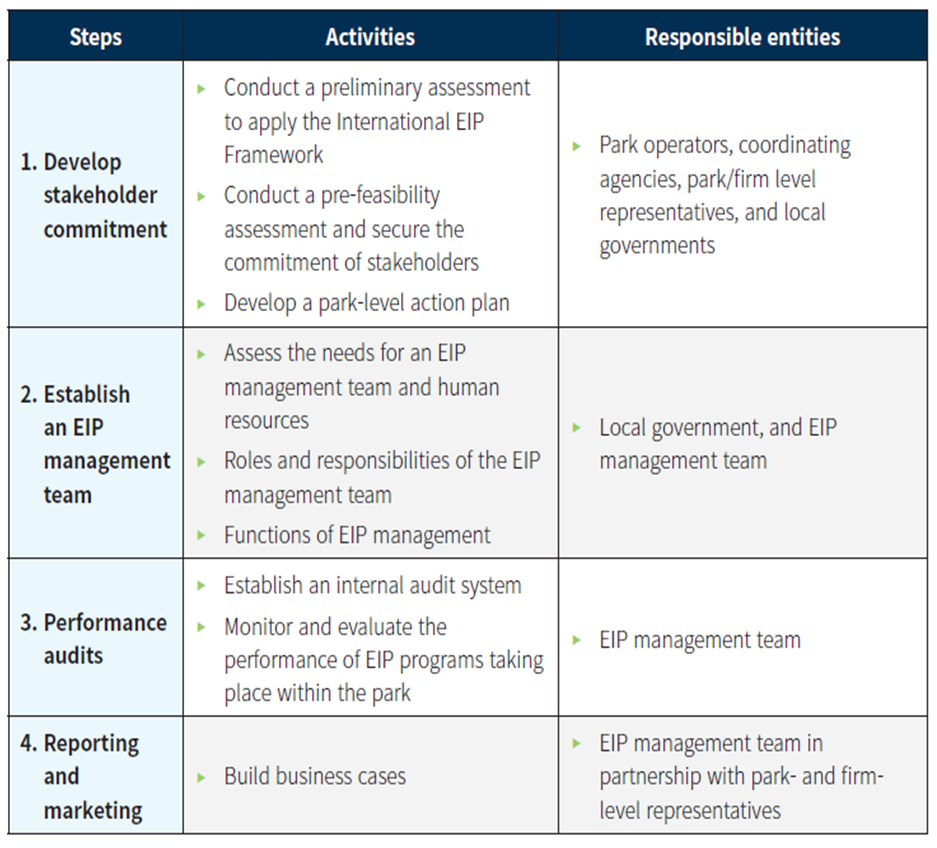 Steps
Activities
Responsible entities
1. Develop
stakeholder
commitment
▸ Conduct a preliminary assessment
to apply the International EIP
Framework
▸ Conduct a pre-feasibility
assessment and secure the
commitment of stakeholders
▸ Develop a park-level action plan
▸ Park operators, coordinating
agencies, park/firm level
representatives, and local
governments
2. Establish
an EIP
management
team
▸ Assess the needs for an EIP
management team and human
resources
▸ Roles and responsibilities of the EIP
management team
▸ Functions of EIP management
▸ Local government, and EIP
management team
3. Performance
audits
▸ Establish an internal audit system
▸ Monitor and evaluate the
performance of EIP programs taking
place within the park
▸ EIP management team
4. Reporting
and
marketing
▸ Build business cases
▸ EIP management team in
partnership with park- and firm-
level representatives